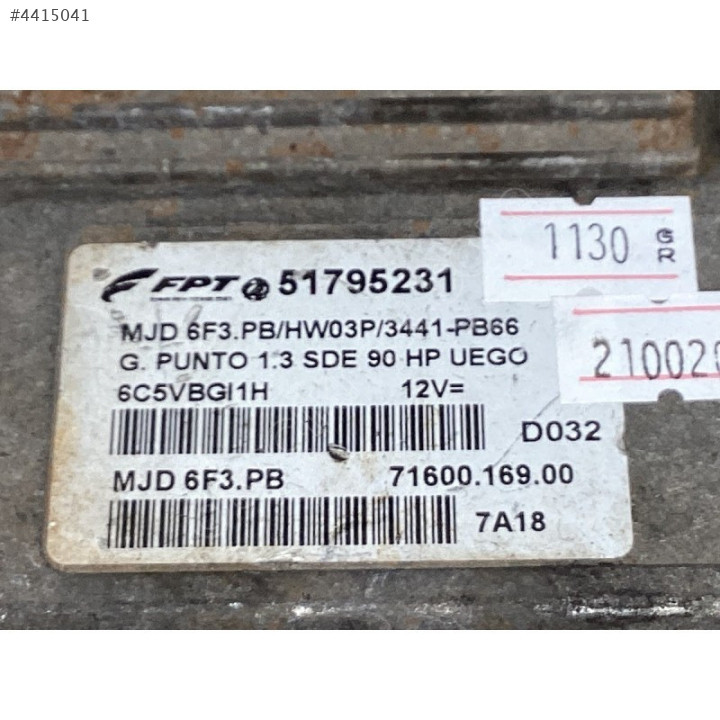 #4415041
1130 GR
210020
FPT 51795231
MJD 6F3.PB/HW03P/3441-PB66
G. PUNTO 1.3 SDE 90 HP UEGO
6C5VBGI1H 12V=
D032
MJD 6F3.PB 71600.169.00
7A18